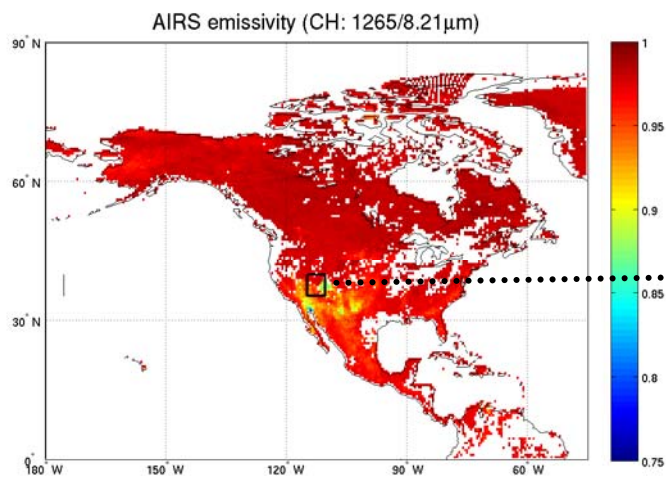 AIRS emissivity (CH: 1265/8.21μm)
90° N
60° N
30° N
0°
180° W
150° W
120° W
90° W
60° W
1
0.95
0.9
0.85
0.8
0.75